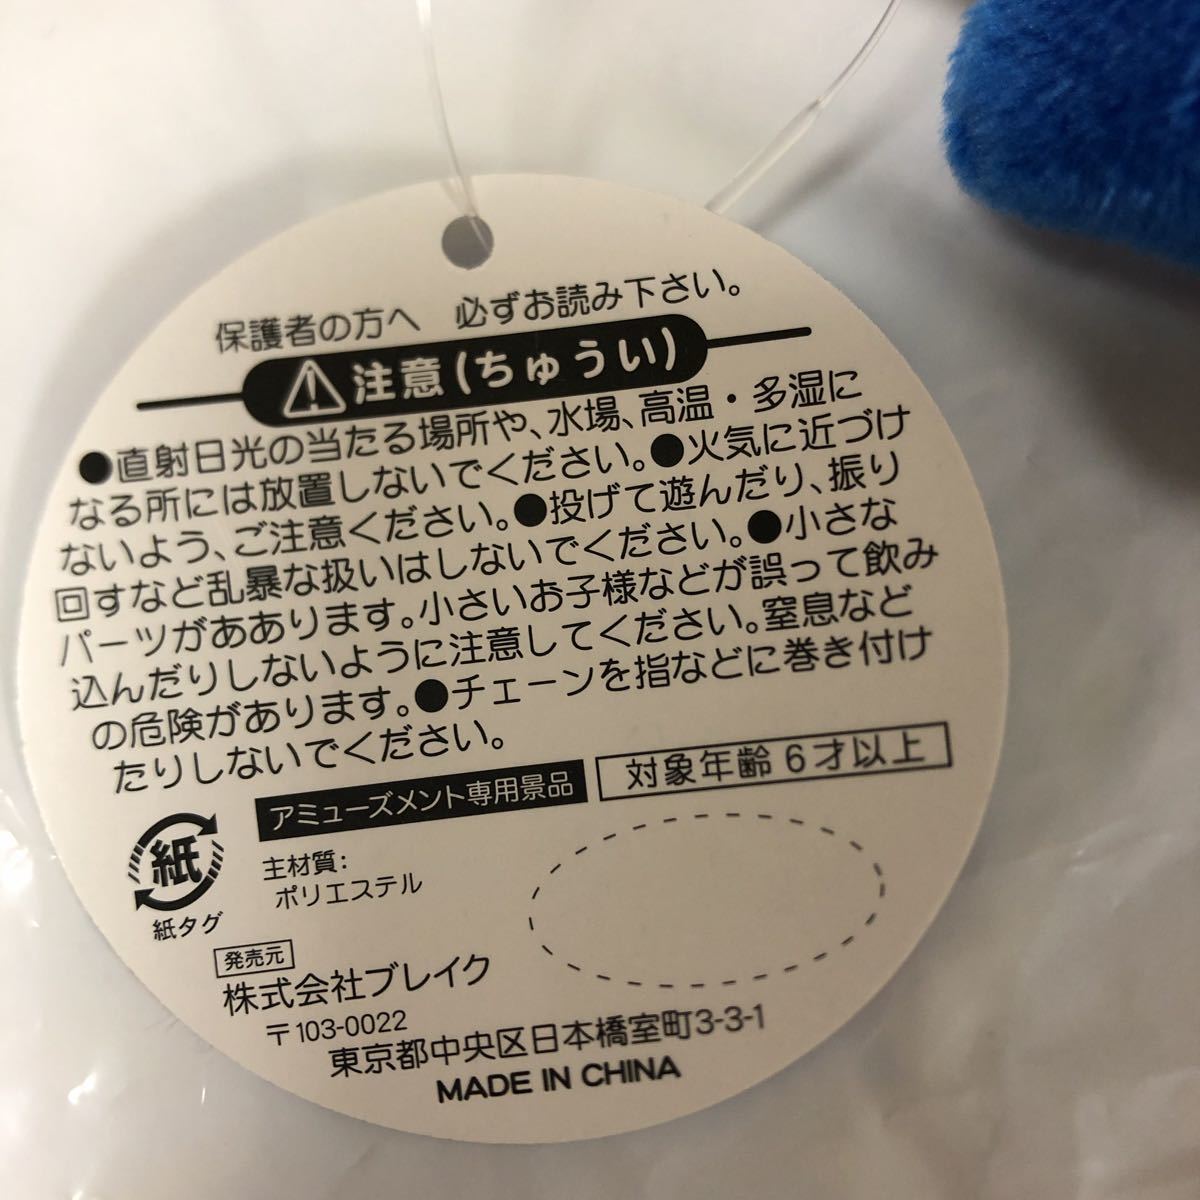 保護者の方へ　必ずお読み下さい。
注意(ちゅうい)
●直射日光の当たる場所や、水場、高温・多湿に
なる所には放置しないでください。●火気に近づけ
ないよう、ご注意ください。●投げて遊んだり、振り
回すなど乱暴な扱いはしないでください。●小さな
パーツがああります。小さいお子様などが誤って飲み
込んだりしないように注意してください。窒息など
の危険があります。●チェーンを指などに巻き付け
たりしないでください。
アミューズメント専用景品 対象年齢６才以上
紙
紙タグ
主材質:
ポリエステル
発売元
株式会社ブレイク
〒103-0022
東京都中央区日本橋室町3-3-1
MADE IN CHINA